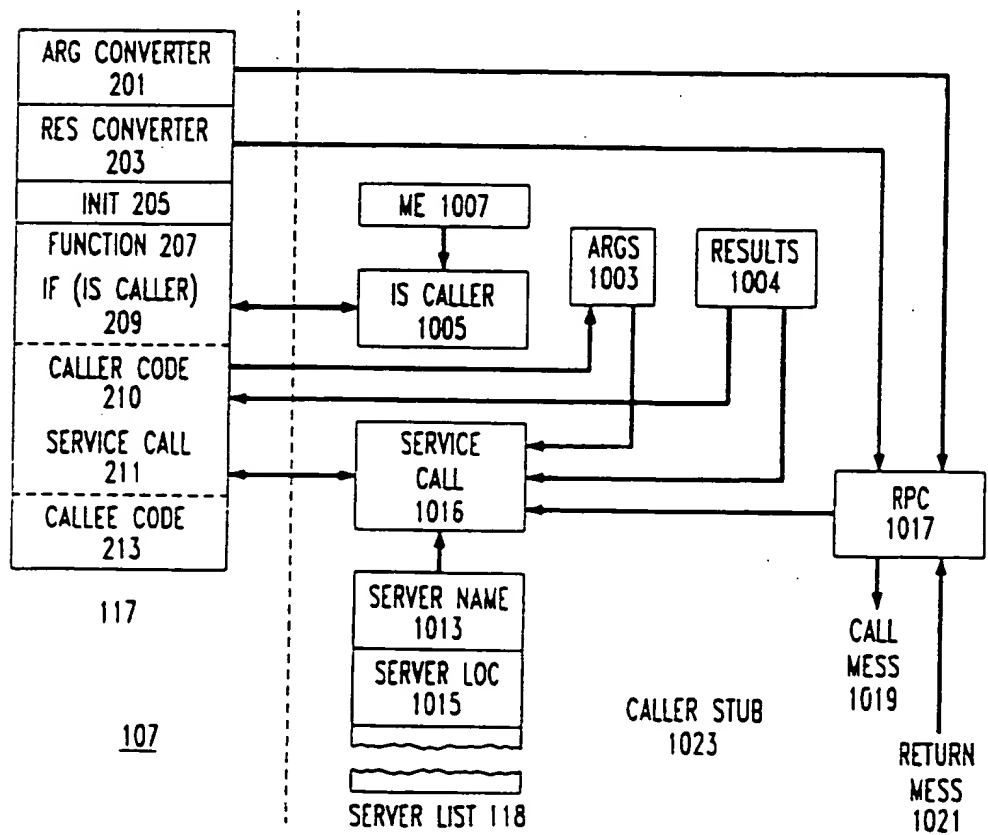 ARG CONVERTER
201
RES CONVERTER
203
INIT 205
FUNCTION 207
IF (IS CALLER)
209
CALLER CODE
210
SERVICE CALL
211
CALLEE CODE
213
117
107
ME 1007
IS CALLER
1005
ARGS
1003
RESULTS
1004
SERVICE
CALL
1016
SERVER NAME
1013
SERVER LOC
1015
SERVER LIST 118
RPC
1017
CALL
MESS
1019
CALLER STUB
1023
RETURN
MESS
1021